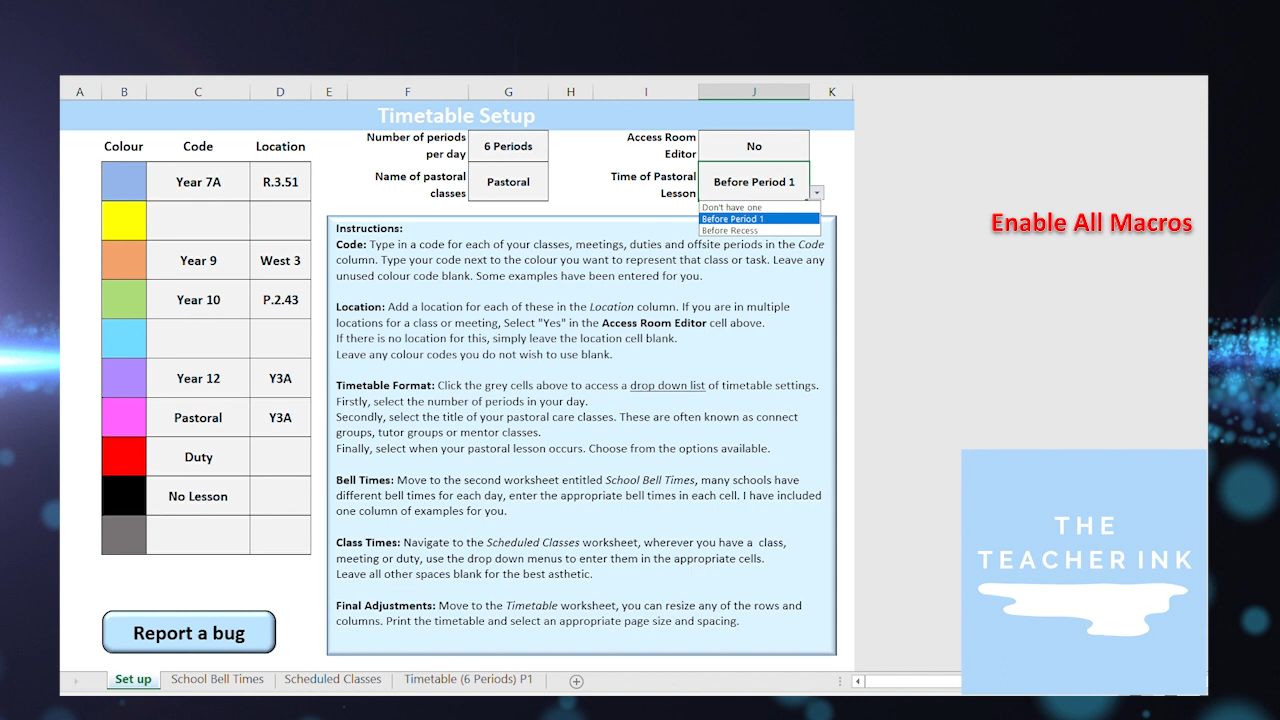 A B C D E F G H I J K
Timetable Setup
Colour Code Location
Number of periods
per day
6 Periods
Access Room
Editor
No
Name of pastoral
classes
Pastoral
Time of Pastoral
Lesson
Before Period 1
Don't have one
Before Period 1
Before Recess
Year 7A R.3.51
Year 9 West 3
Year 10 P.2.43
Year 12 Y3A
Pastoral Y3A
Duty
No Lesson
Instructions:
Code: Type in a code for each of your classes, meetings, duties and offsite periods in the Code
column. Type your code next to the colour you want to represent that class or task. Leave any
unused colour code blank. Some examples have been entered for you.
Location: Add a location for each of these in the Location column. If you are in multiple
locations for a class or meeting, Select "Yes" in the Access Room Editor cell above.
If there is no location for this, simply leave the location cell blank.
Leave any colour codes you do not wish to use blank.
Timetable Format: Click the grey cells above to access a drop down list of timetable settings.
Firstly, select the number of periods in your day.
Secondly, select the title of your pastoral care classes. These are often known as connect
groups, tutor groups or mentor classes.
Finally, select when your pastoral lesson occurs. Choose from the options available.
Bell Times: Move to the second worksheet entitled School Bell Times, many schools have
different bell times for each day, enter the appropriate bell times in each cell. I have included
one column of examples for you.
Class Times: Navigate to the Scheduled Classes worksheet, wherever you have a class,
meeting or duty, use the drop down menus to enter them in the appropriate cells.
Leave all other spaces blank for the best asthetic.
Final Adjustments: Move to the Timetable worksheet, you can resize any of the rows and
columns. Print the timetable and select an appropriate page size and spacing.
Report a bug
Set up School Bell Times Scheduled Classes Timetable (6 Periods) P1
Enable All Macros
THE
TEACHER INK